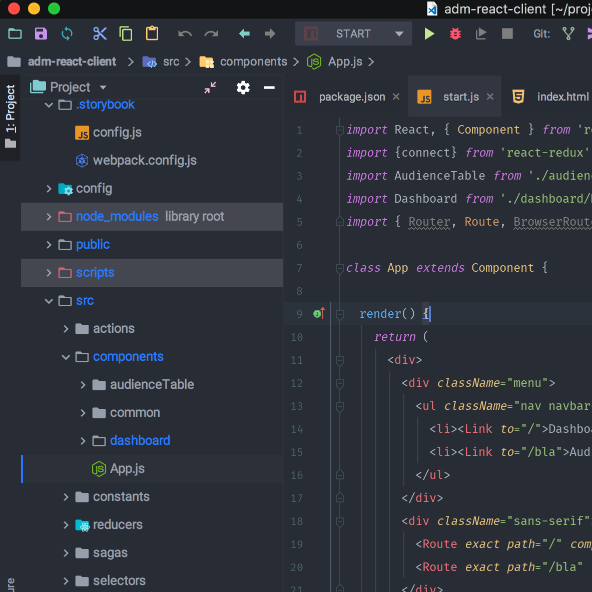 adm-react-client [~/proj
START
Git:
adm-react-client > src > components > App.js >
1: Project
Project
package.json
start.js
index.html
.storybook
config.js
webpack.config.js
config
node_modules library root
public
scripts
src
actions
components
audienceTable
common
dashboard
App.js
constants
reducers
sagas
selectors
1 import React, { Component } from 're
2 import {connect} from 'react-redux'
3 import AudienceTable from './audien
4 import Dashboard from './dashboard/
5 import { Router, Route, BrowserRoute
6
7 class App extends Component {
8
9 render() {
10 return (
11 <div>
12 <div className="menu">
13 <ul className="nav navbar
14 <li><Link to="/">Dashbo
15 <li><Link to="/bla">Aud
16 </ul>
17 </div>
18 <div className="sans-serif"
19 <Route exact path="/" comp
20 <Route exact path="/bla"
21 </div>